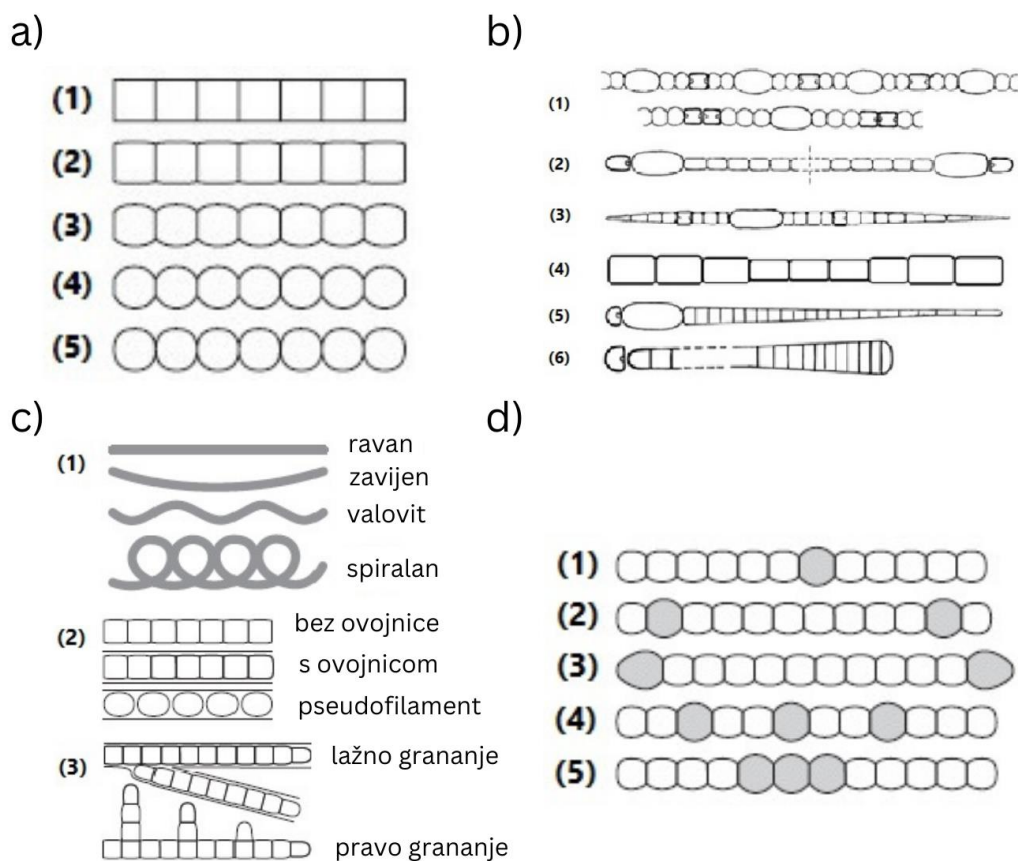 a)
(1)
(2)
(3)
(4)
(5)
b)
(1)
(2)
(3)
(4)
(5)
(6)
c)
(1)
ravan
zavijen
valovit
spiralan
(2)
bez ovojnice
s ovojnicom
pseudofilament
(3)
lažno grananje
pravo grananje
d)
(1)
(2)
(3)
(4)
(5)